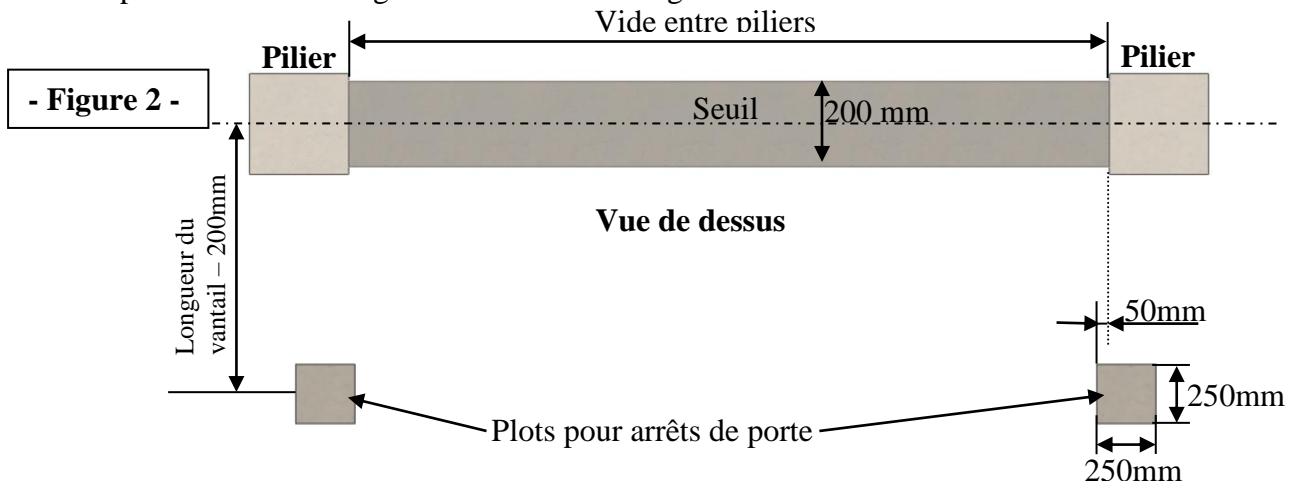 Vide entre piliers
Pilier
Pilier
- Figure 2 -
Seuil
200 mm
Longueur du
vantail – 200mm
Vue de dessus
50mm
250mm
Plots pour arrêts de porte
250mm